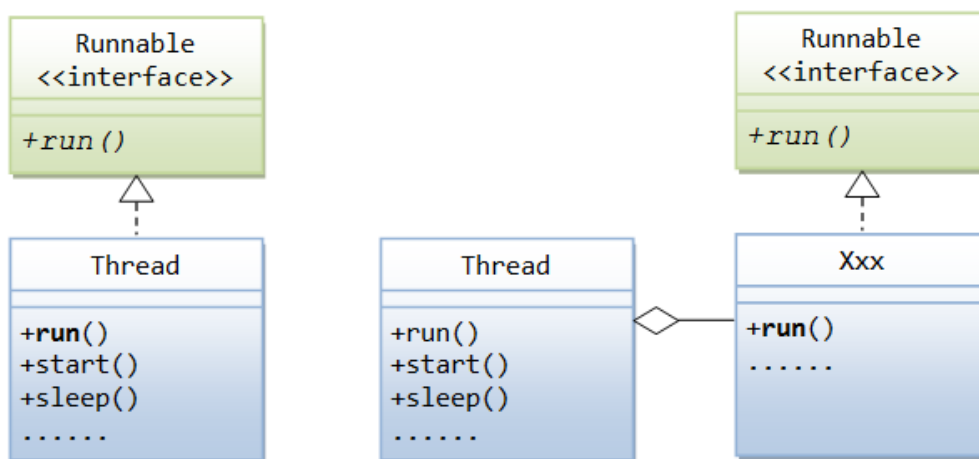 Runnable
<<interface>>
+run()
Thread
+run()
+start()
+sleep()
......
Thread
+run()
+start()
+sleep()
......
Runnable
<<interface>>
+run()
Xxx
+run()
......